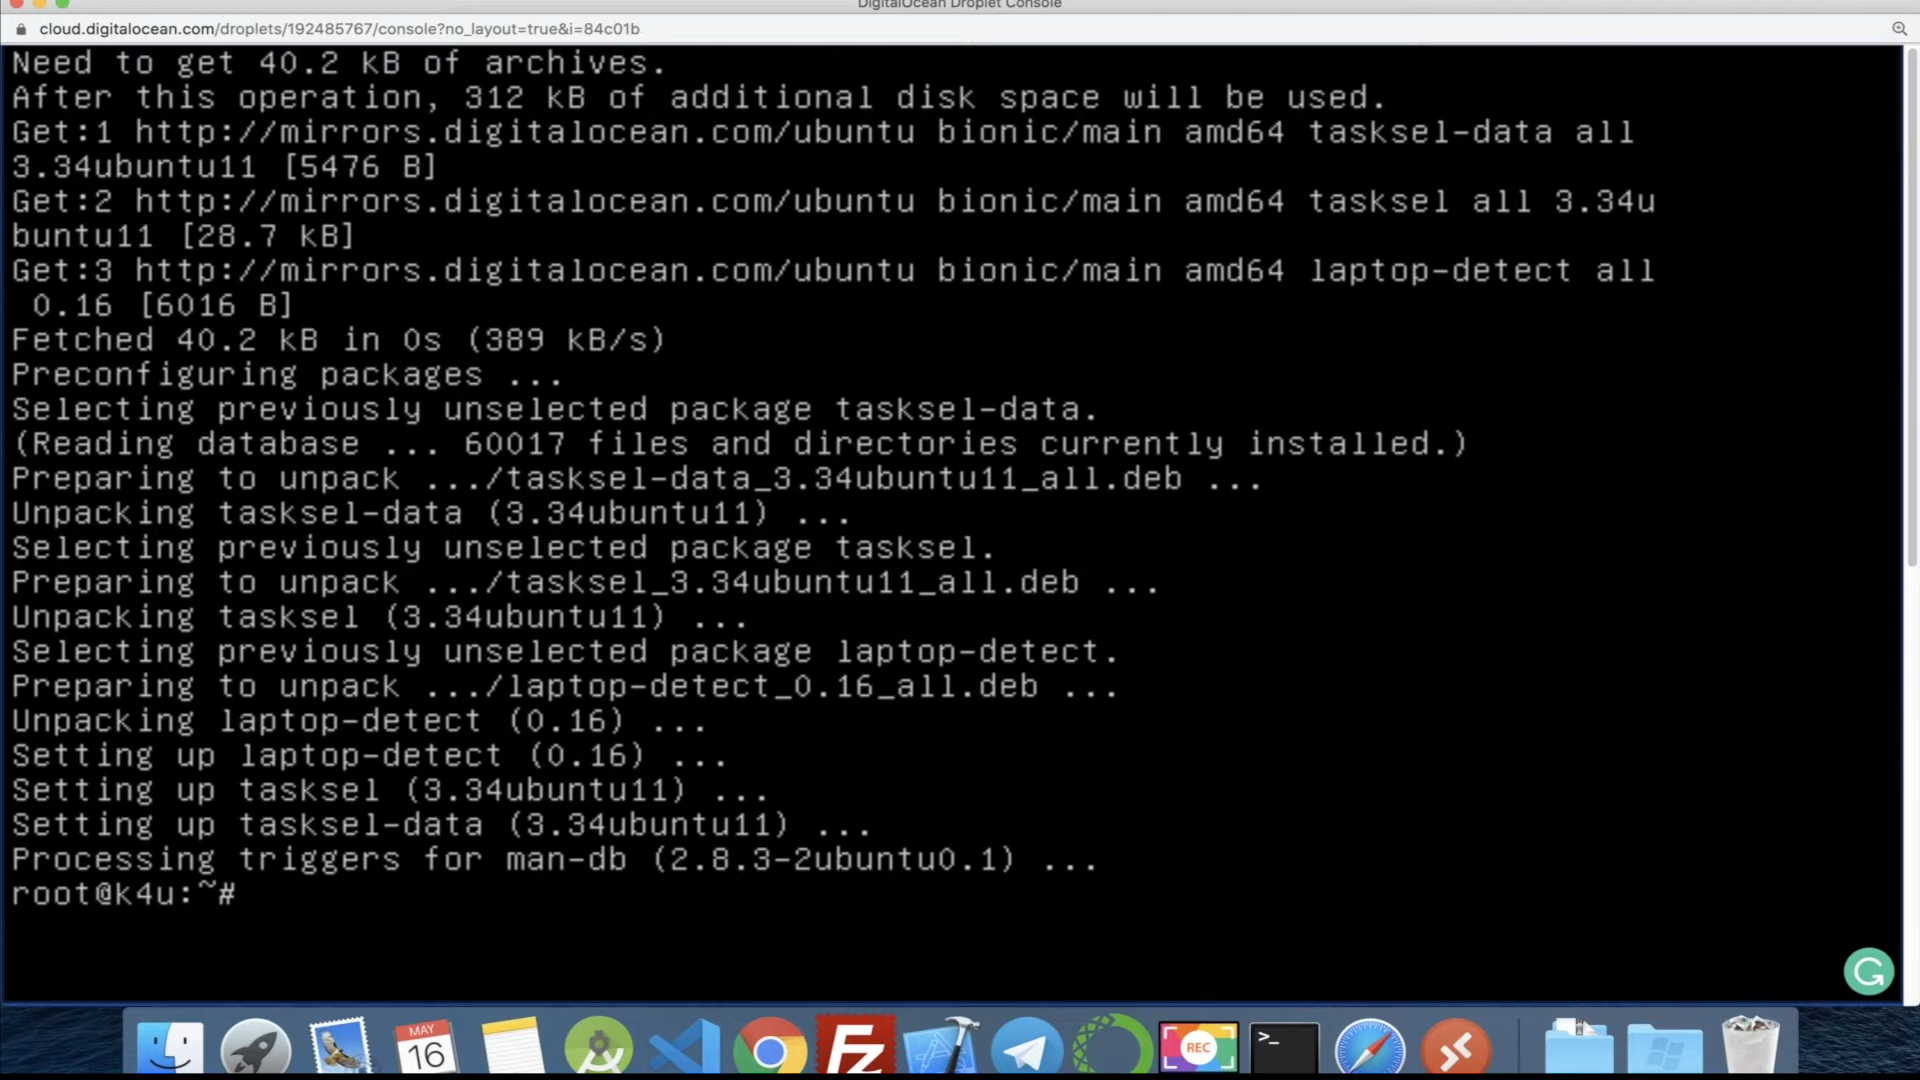 DigitalOcean Droplet Console
cloud.digitalocean.com/droplets/192485767/console?no_layout=true&i=84c01b
Need to get 40.2 kB of archives.
After this operation, 312 kB of additional disk space will be used.
Get:1 http://mirrors.digitalocean.com/ubuntu bionic/main amd64 tasksel-data all
3.34ubuntu11 [5476 B]
Get:2 http://mirrors.digitalocean.com/ubuntu bionic/main amd64 tasksel all 3.34u
buntu11 [28.7 kB]
Get:3 http://mirrors.digitalocean.com/ubuntu bionic/main amd64 laptop-detect all
 0.16 [6016 B]
Fetched 40.2 kB in 0s (389 kB/s)
Preconfiguring packages ...
Selecting previously unselected package tasksel-data.
(Reading database ... 60017 files and directories currently installed.)
Preparing to unpack .../tasksel-data_3.34ubuntu11_all.deb ...
Unpacking tasksel-data (3.34ubuntu11) ...
Selecting previously unselected package tasksel.
Preparing to unpack .../tasksel_3.34ubuntu11_all.deb ...
Unpacking tasksel (3.34ubuntu11) ...
Selecting previously unselected package laptop-detect.
Preparing to unpack .../laptop-detect_0.16_all.deb ...
Unpacking laptop-detect (0.16) ...
Setting up laptop-detect (0.16) ...
Setting up tasksel (3.34ubuntu11) ...
Setting up tasksel-data (3.34ubuntu11) ...
Processing triggers for man-db (2.8.3-2ubuntu0.1) ...
root@k4u:~#
MAY
16
Fz
REC
>_